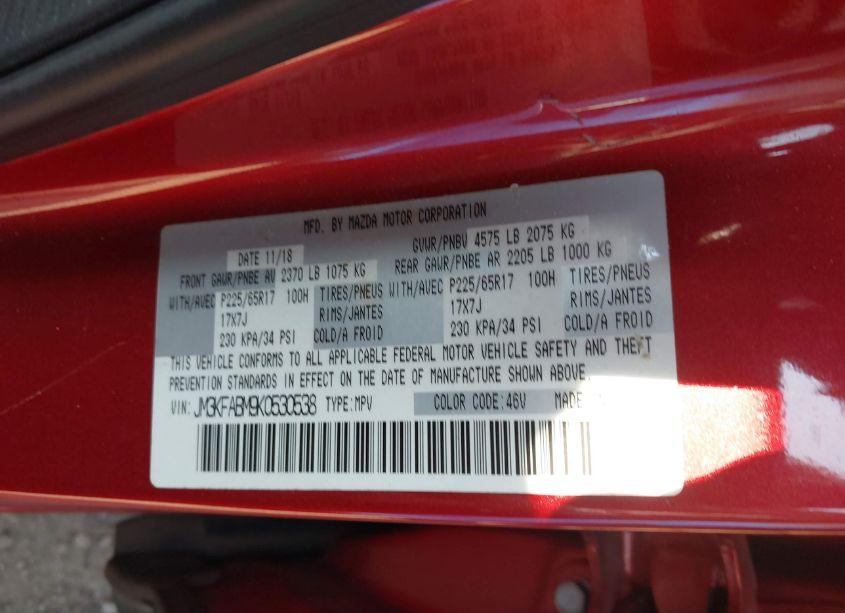 MFD. BY MAZDA MOTOR CORPORATION
DATE 11/18 GVWR/PNBV 4575 LB 2075 KG
FRONT GAWR/PNBE AV 2370 LB 1075 KG REAR GAWR/PNBE AR 2205 LB 1000 KG
WITH/AVEC P225/65R17 100H TIRES/PNEUS WITH/AVEC P225/65R17 100H TIRES/PNEUS
17X7J RIMS/JANTES 17X7J RIMS/JANTES
230 KPA/34 PSI COLD/A FROID 230 KPA/34 PSI COLD/A FROID
THIS VEHICLE CONFORMS TO ALL APPLICABLE FEDERAL MOTOR VEHICLE SAFETY AND THEFT
PREVENTION STANDARDS IN EFFECT ON THE DATE OF MANUFACTURE SHOWN ABOVE.
VIN: JM3KFABM9K0530538 TYPE:MPV COLOR CODE:46V MADE